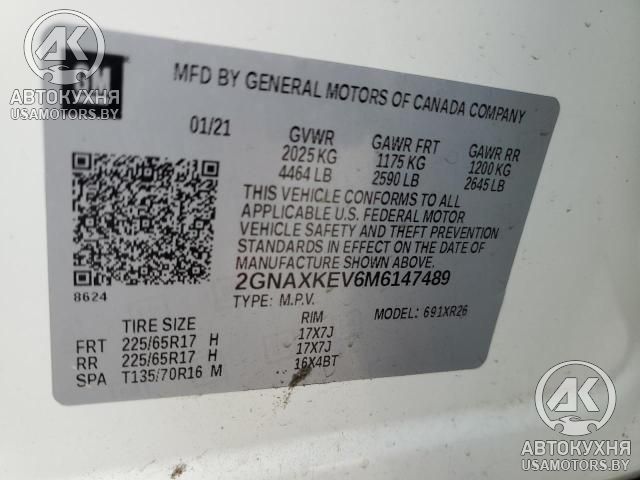 GM
АВТОКУХНЯ
USAMOTORS.BY
AK
АВТОКУХНЯ
USAMOTORS.BY
MFD BY GENERAL MOTORS OF CANADA COMPANY
01/21 GVWR GAWR FRT GAWR RR
2025 KG 1175 KG 1200 KG
4464 LB 2590 LB 2645 LB
THIS VEHICLE CONFORMS TO ALL
APPLICABLE U.S. FEDERAL MOTOR
VEHICLE SAFETY AND THEFT PREVENTION
STANDARDS IN EFFECT ON THE DATE OF
MANUFACTURE SHOWN ABOVE.
8624
2GNAXKEV6M6147489
TYPE: M.P.V. MODEL: 691XR26
TIRE SIZE RIM
FRT 225/65R17 H 17X7J
RR 225/65R17 H 17X7J
SPA T135/70R16 M 16X4BT
AK
АВТОКУХНЯ
USAMOTORS.BY